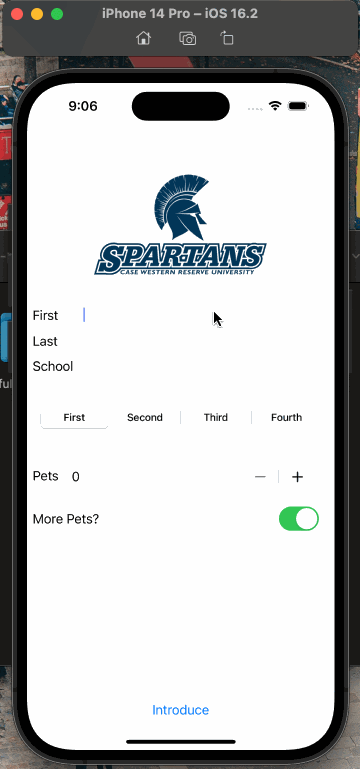 iPhone 14 Pro – iOS 16.2
9:06
SPARTANS
CASE WESTERN RESERVE UNIVERSITY
First
Last
School
First Second Third Fourth
Pets 0 − +
More Pets?
Introduce